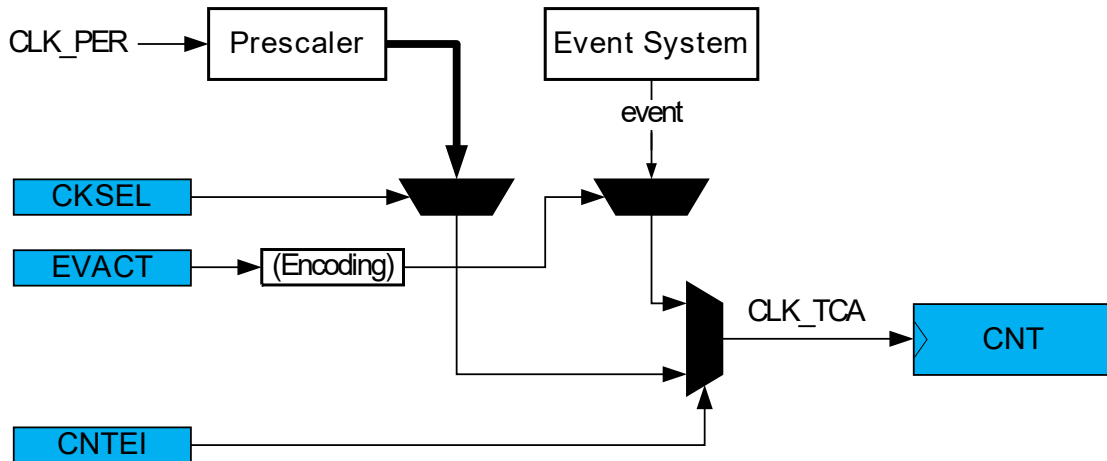 CLK_PER
Prescaler
Event System
event
CKSEL
EVACT
(Encoding)
CLK_TCA
CNT
CNTEI